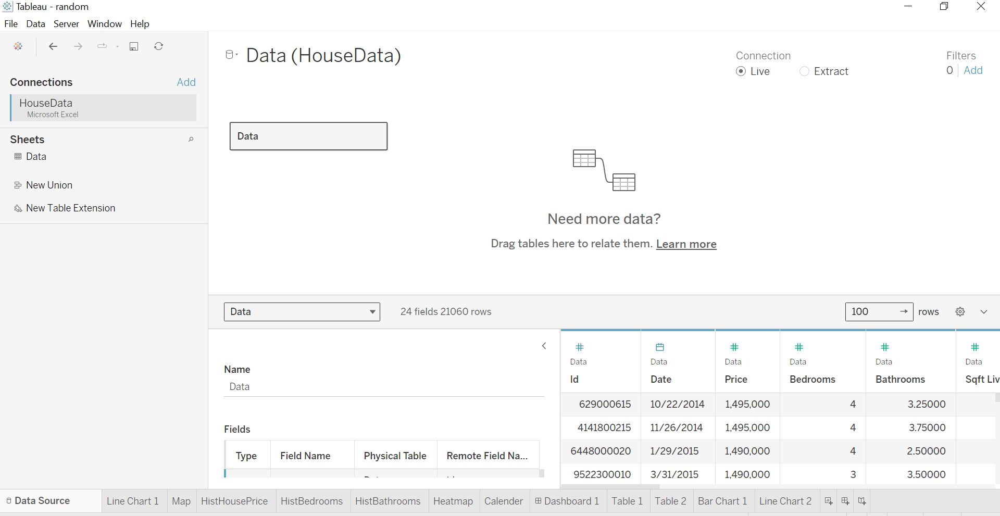 Tableau - random
File Data Server Window Help
Connections Add
HouseData
Microsoft Excel
Sheets
Data
New Union
New Table Extension
Data (HouseData)
Connection
Live Extract
Filters
0 Add
Data
Need more data?
Drag tables here to relate them. Learn more
Data 24 fields 21060 rows 100 → rows
Name
Data
Fields
Type Field Name Physical Table Remote Field Na...
Data Data Data Data Data Data
Id Date Price Bedrooms Bathrooms Sqft Liv
629000615 10/22/2014 1,495,000 4 3.25000
4141800215 11/26/2014 1,495,000 4 3.75000
6448000020 1/29/2015 1,490,000 4 2.50000
9522300010 3/31/2015 1,490,000 3 3.50000
Data Source Line Chart 1 Map HistHousePrice HistBedrooms HistBathrooms Heatmap Calender Dashboard 1 Table 1 Table 2 Bar Chart 1 Line Chart 2